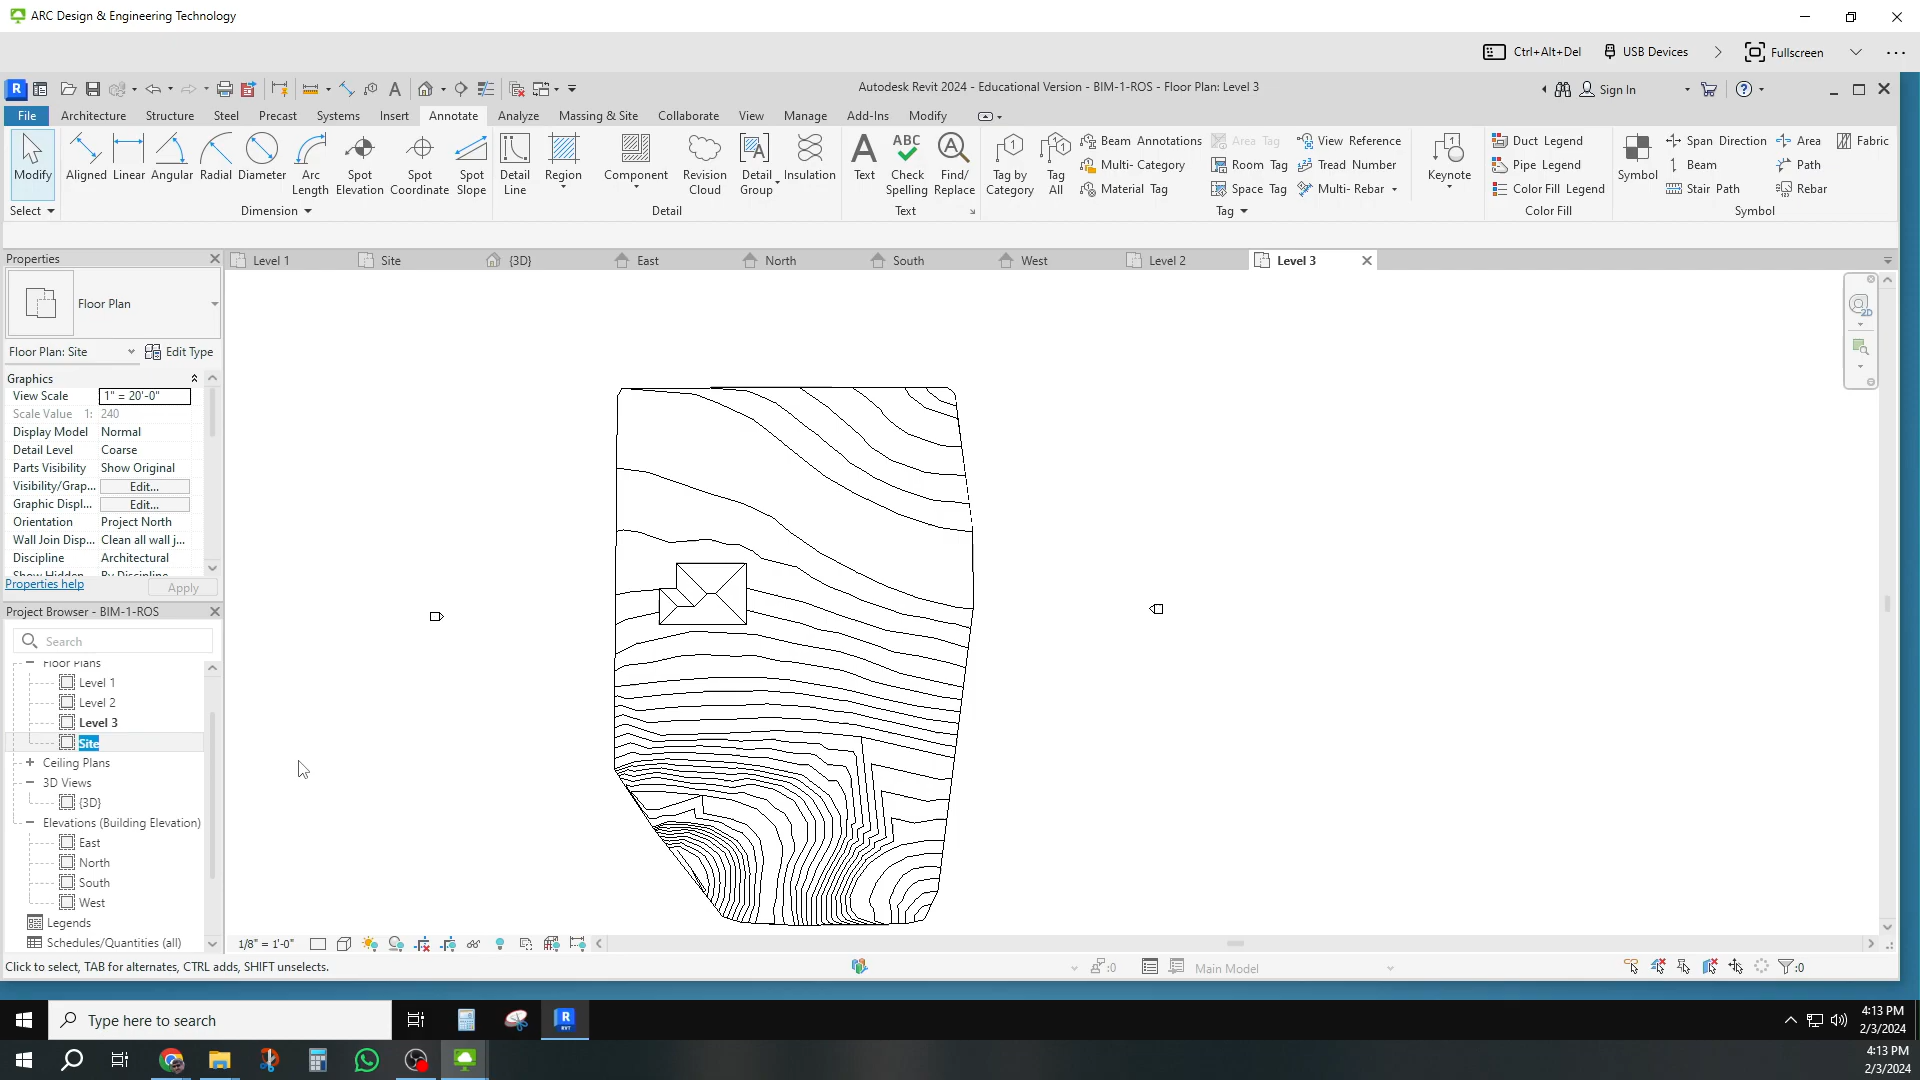 ARC Design & Engineering Technology
Ctrl+Alt+Del
USB Devices
Fullscreen
R
A
Autodesk Revit 2024 - Educational Version - BIM-1-ROS - Floor Plan: Level 3
Sign In
File
Architecture
Structure
Steel
Precast
Systems
Insert
Annotate
Analyze
Massing & Site
Collaborate
View
Manage
Add-Ins
Modify
Modify
Aligned
Linear
Angular
Radial
Diameter
Arc
Length
Spot
Elevation
Spot
Coordinate
Spot
Slope
Detail
Line
Region
Component
Revision
Cloud
Detail
Group
Insulation
A
Text
ABC
Check
Spelling
Find/
Replace
Tag by
Category
Tag
All
Beam Annotations
Multi- Category
Material Tag
Area Tag
Room Tag
Space Tag
View Reference
Tread Number
Multi- Rebar
Keynote
Duct Legend
Pipe Legend
Color Fill Legend
Symbol
Span Direction
Beam
Stair Path
Area
Path
Rebar
Fabric
Select
Dimension
Detail
Text
Tag
Color Fill
Symbol
Properties
Level 1
Site
{3D}
East
North
South
West
Level 2
Level 3
Floor Plan
Floor Plan: Site
Edit Type
Graphics
View Scale
1" = 20'-0"
Scale Value 1:
240
Display Model
Normal
Detail Level
Coarse
Parts Visibility
Show Original
Visibility/Grap...
Edit...
Graphic Displ...
Edit...
Orientation
Project North
Wall Join Disp...
Clean all wall j...
Discipline
Architectural
Show Hidden
By Discipline
Properties help
Apply
Project Browser - BIM-1-ROS
Search
Floor Plans
Level 1
Level 2
Level 3
Site
Ceiling Plans
3D Views
{3D}
Elevations (Building Elevation)
East
North
South
West
Legends
Schedules/Quantities (all)
2D
1/8" = 1'-0"
Click to select, TAB for alternates, CTRL adds, SHIFT unselects.
:0
Main Model
:0
Type here to search
R
RVT
4:13 PM
2/3/2024
4:13 PM
2/3/2024